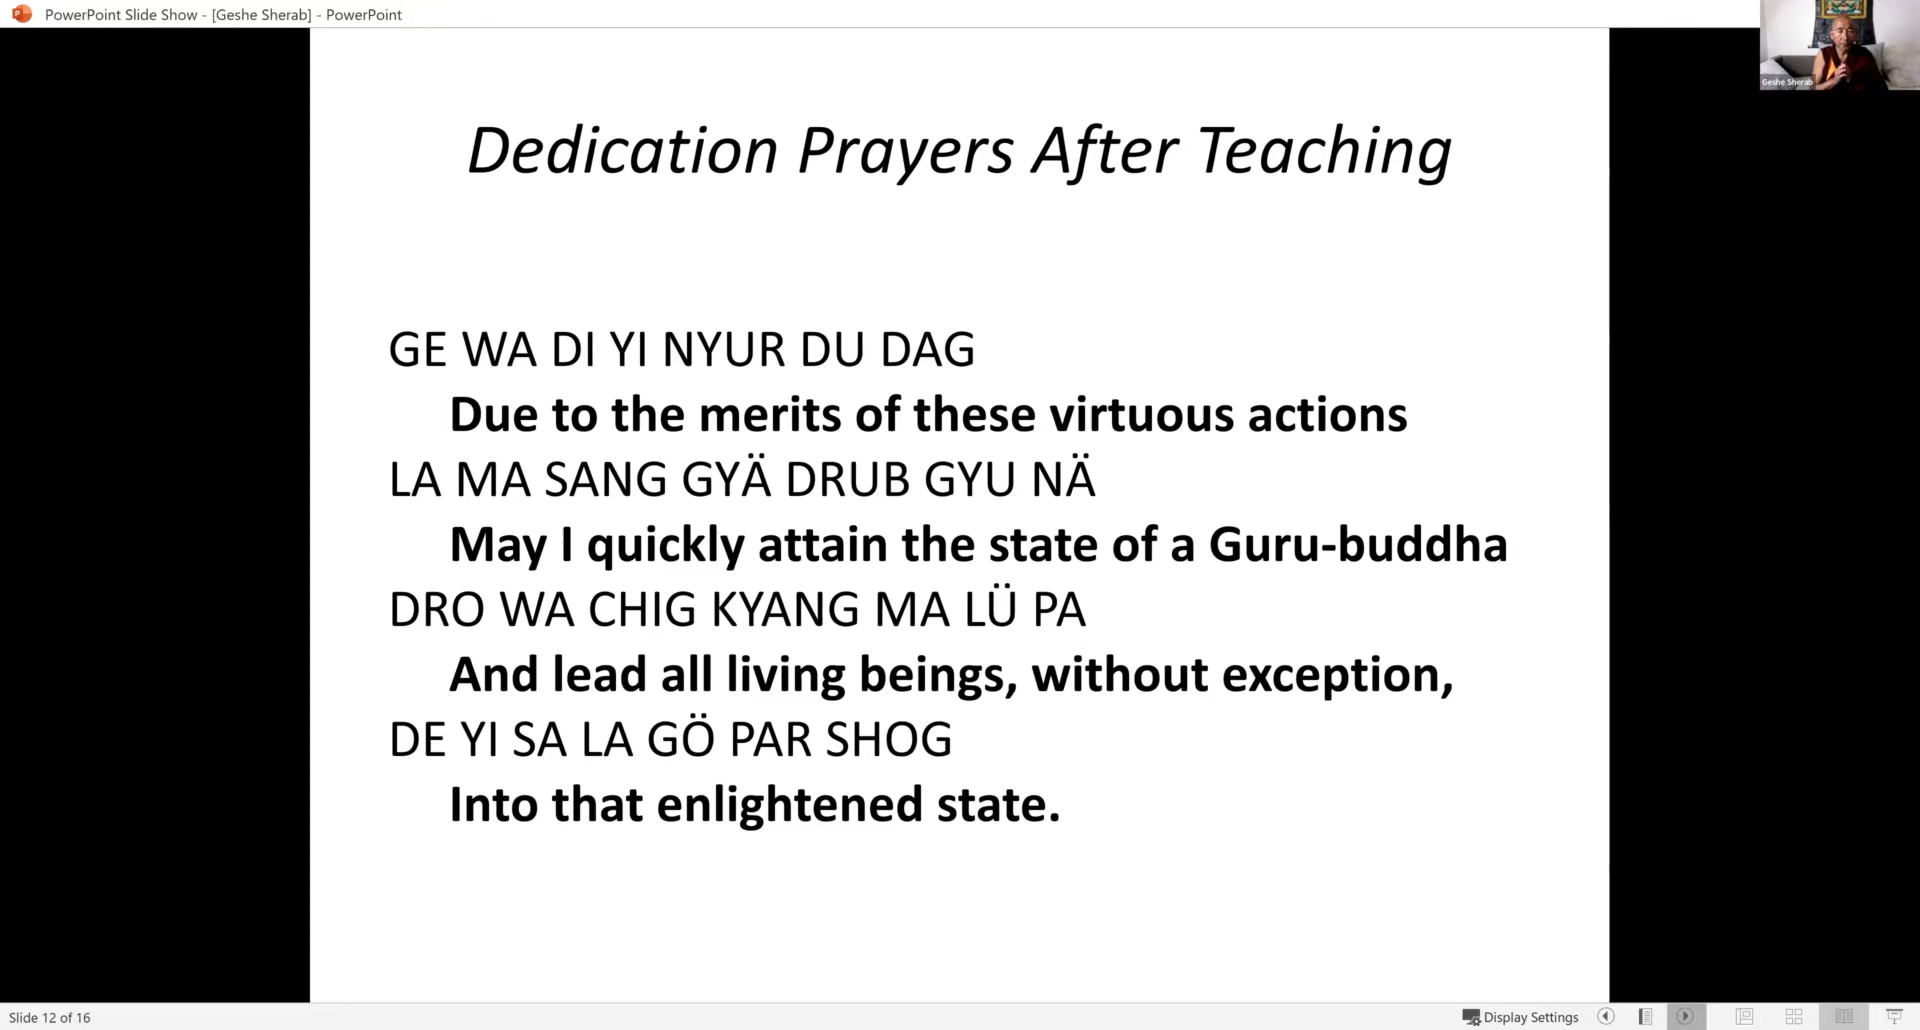 PowerPoint Slide Show - [Geshe Sherab] - PowerPoint
Geshe Sherab
Dedication Prayers After Teaching
GE WA DI YI NYUR DU DAG
Due to the merits of these virtuous actions
LA MA SANG GYÄ DRUB GYU NÄ
May I quickly attain the state of a Guru-buddha
DRO WA CHIG KYANG MA LÜ PA
And lead all living beings, without exception,
DE YI SA LA GÖ PAR SHOG
Into that enlightened state.
Slide 12 of 16
Display Settings